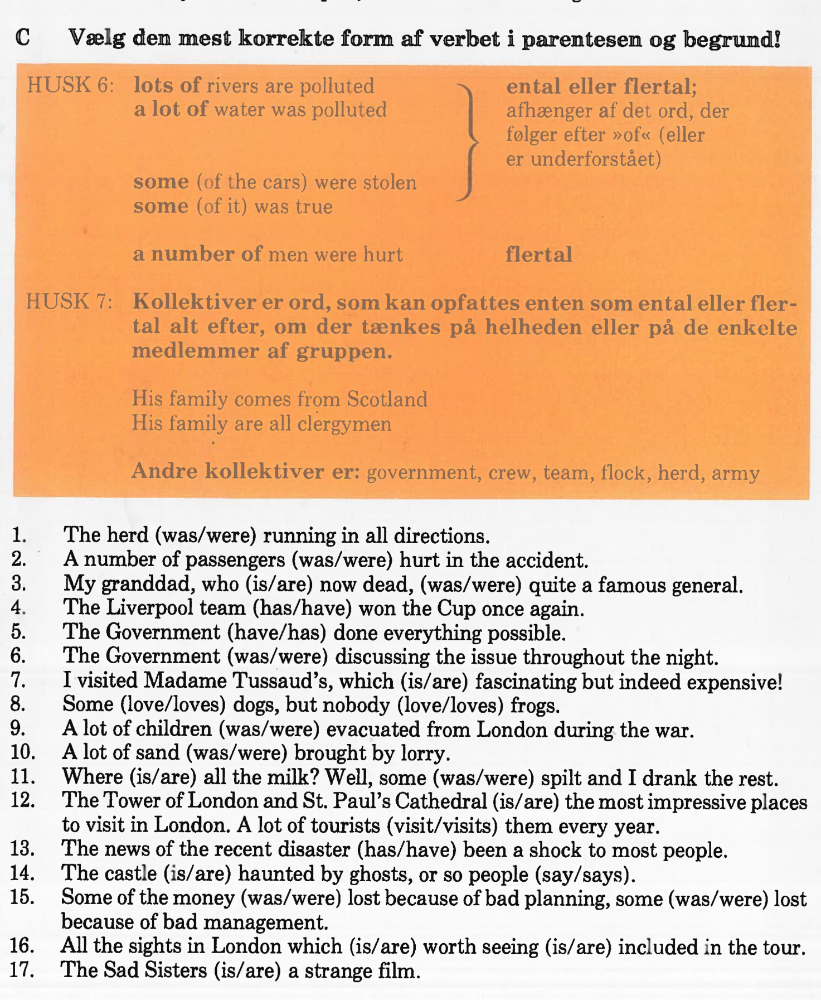 C Vælg den mest korrekte form af verbet i parentesen og begrund!
HUSK 6: lots of rivers are polluted
a lot of water was polluted
ental eller flertal;
afhænger af det ord, der
følger efter »of« (eller
er underforstået)
some (of the cars) were stolen
some (of it) was true
a number of men were hurt flertal
HUSK 7: Kollektiver er ord, som kan opfattes enten som ental eller fler-
tal alt efter, om der tænkes på helheden eller på de enkelte
medlemmer af gruppen.
His family comes from Scotland
His family are all clergymen
Andre kollektiver er: government, crew, team, flock, herd, army
1. The herd (was/were) running in all directions.
2. A number of passengers (was/were) hurt in the accident.
3. My granddad, who (is/are) now dead, (was/were) quite a famous general.
4. The Liverpool team (has/have) won the Cup once again.
5. The Government (have/has) done everything possible.
6. The Government (was/were) discussing the issue throughout the night.
7. I visited Madame Tussaud's, which (is/are) fascinating but indeed expensive!
8. Some (love/loves) dogs, but nobody (love/loves) frogs.
9. A lot of children (was/were) evacuated from London during the war.
10. A lot of sand (was/were) brought by lorry.
11. Where (is/are) all the milk? Well, some (was/were) spilt and I drank the rest.
12. The Tower of London and St. Paul's Cathedral (is/are) the most impressive places
to visit in London. A lot of tourists (visit/visits) them every year.
13. The news of the recent disaster (has/have) been a shock to most people.
14. The castle (is/are) haunted by ghosts, or so people (say/says).
15. Some of the money (was/were) lost because of bad planning, some (was/were) lost
because of bad management.
16. All the sights in London which (is/are) worth seeing (is/are) included in the tour.
17. The Sad Sisters (is/are) a strange film.